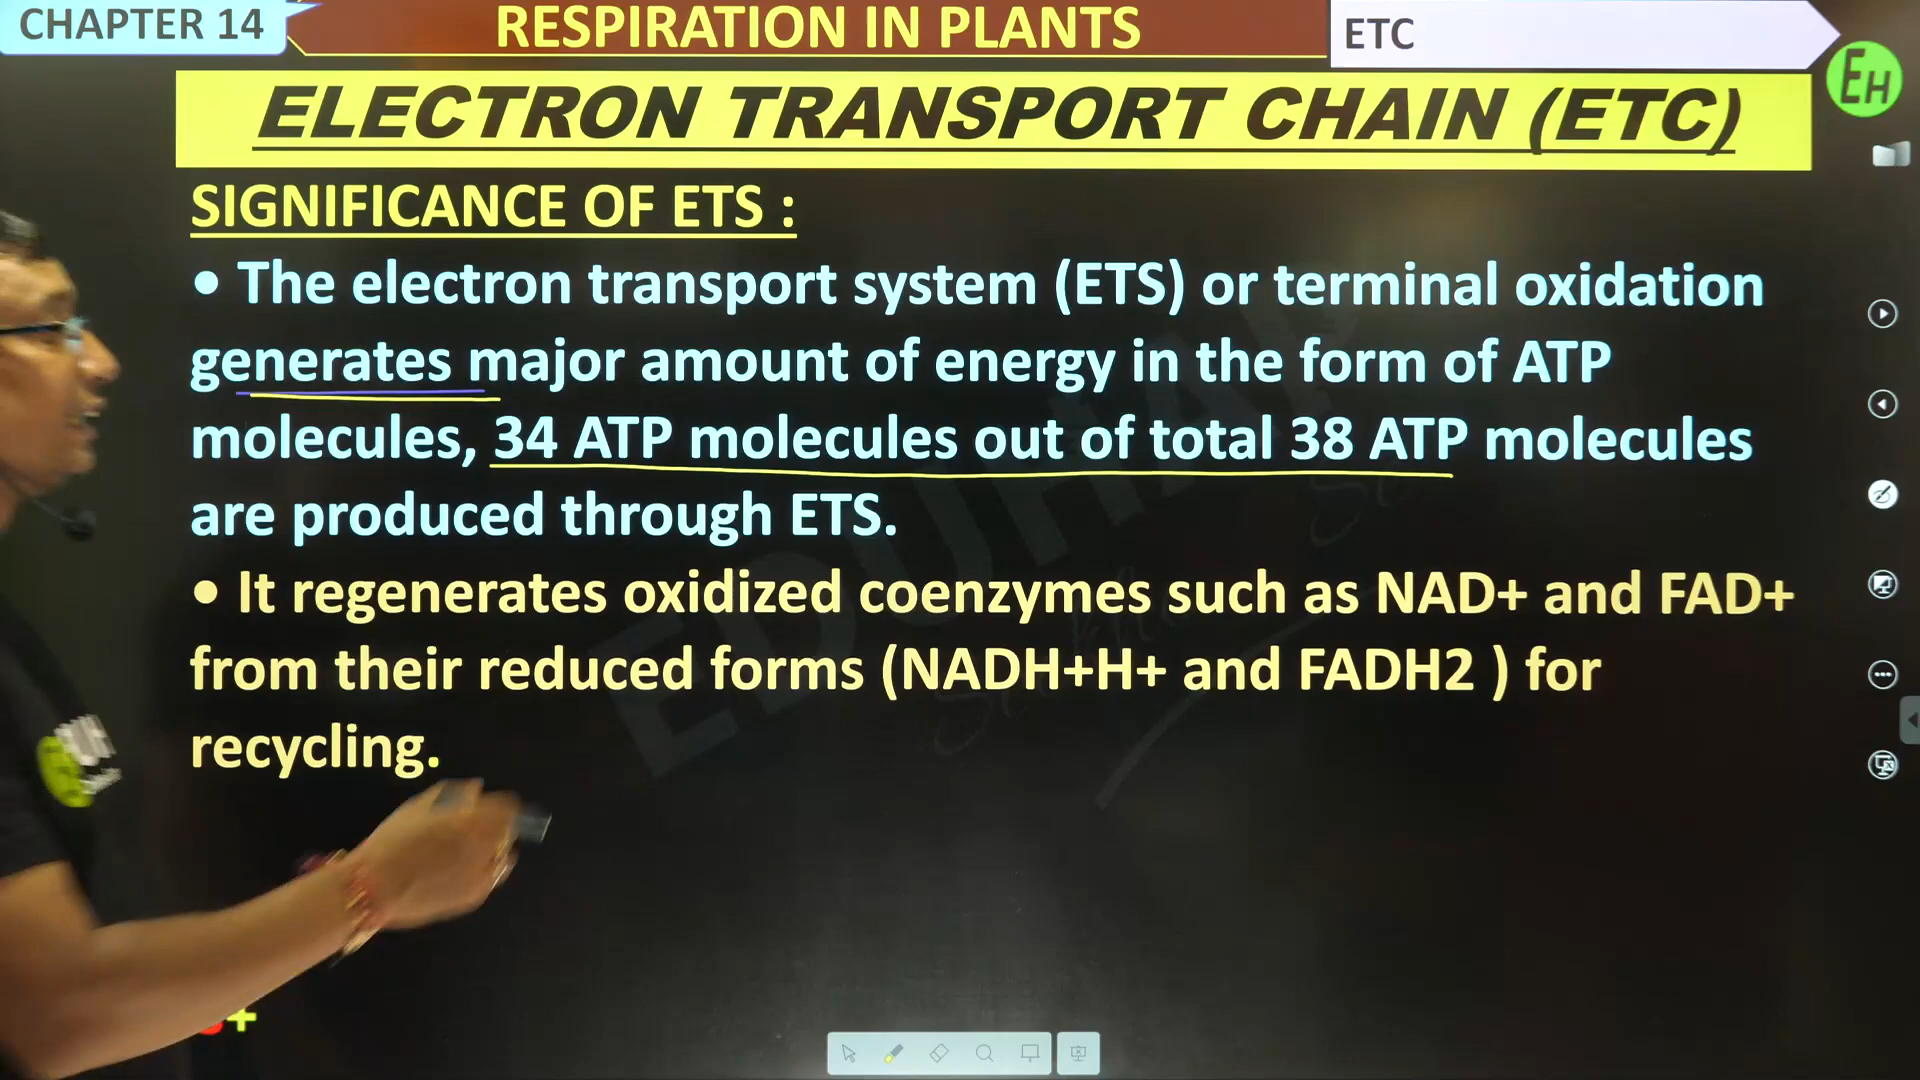 CHAPTER 14
RESPIRATION IN PLANTS
ETC
EH
ELECTRON TRANSPORT CHAIN (ETC)
SIGNIFICANCE OF ETS :
• The electron transport system (ETS) or terminal oxidation
generates major amount of energy in the form of ATP
molecules, 34 ATP molecules out of total 38 ATP molecules
are produced through ETS.
• It regenerates oxidized coenzymes such as NAD+ and FAD+
from their reduced forms (NADH+H+ and FADH2 ) for
recycling.
+